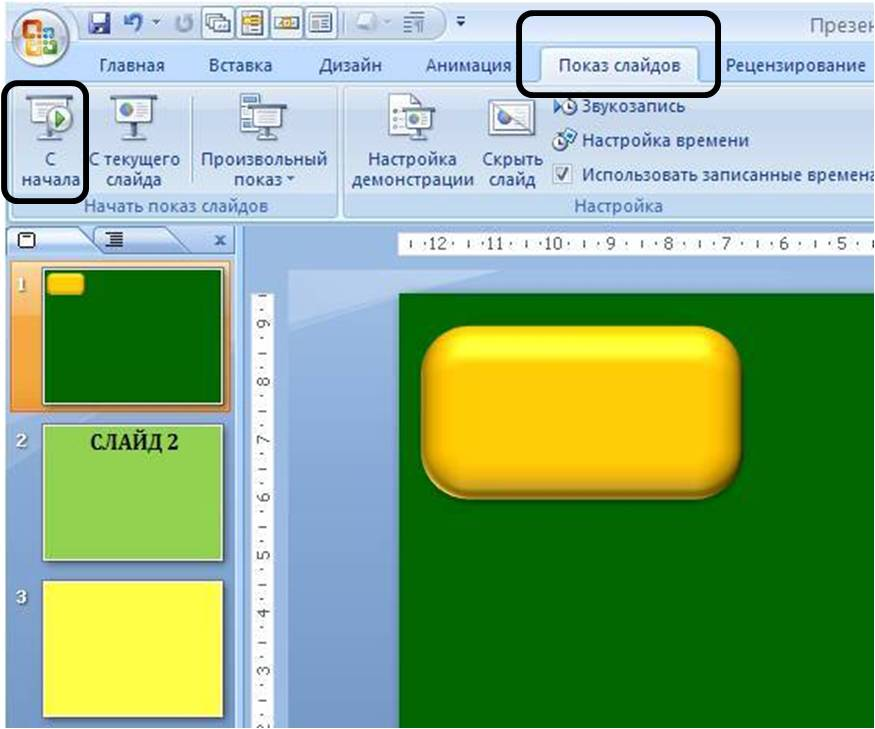 Презен
Главная Вставка Дизайн Анимация Показ слайдов Рецензирование
С начала
С текущего слайда
Произвольный показ
Настройка демонстрации
Скрыть слайд
Звукозапись
Настройка времени
Использовать записанные времена
Начать показ слайдов
Настройка
12 11 10 9 8 7 6 5
1
2
СЛАЙД 2
3
9
8
7
6
5
4
3
2